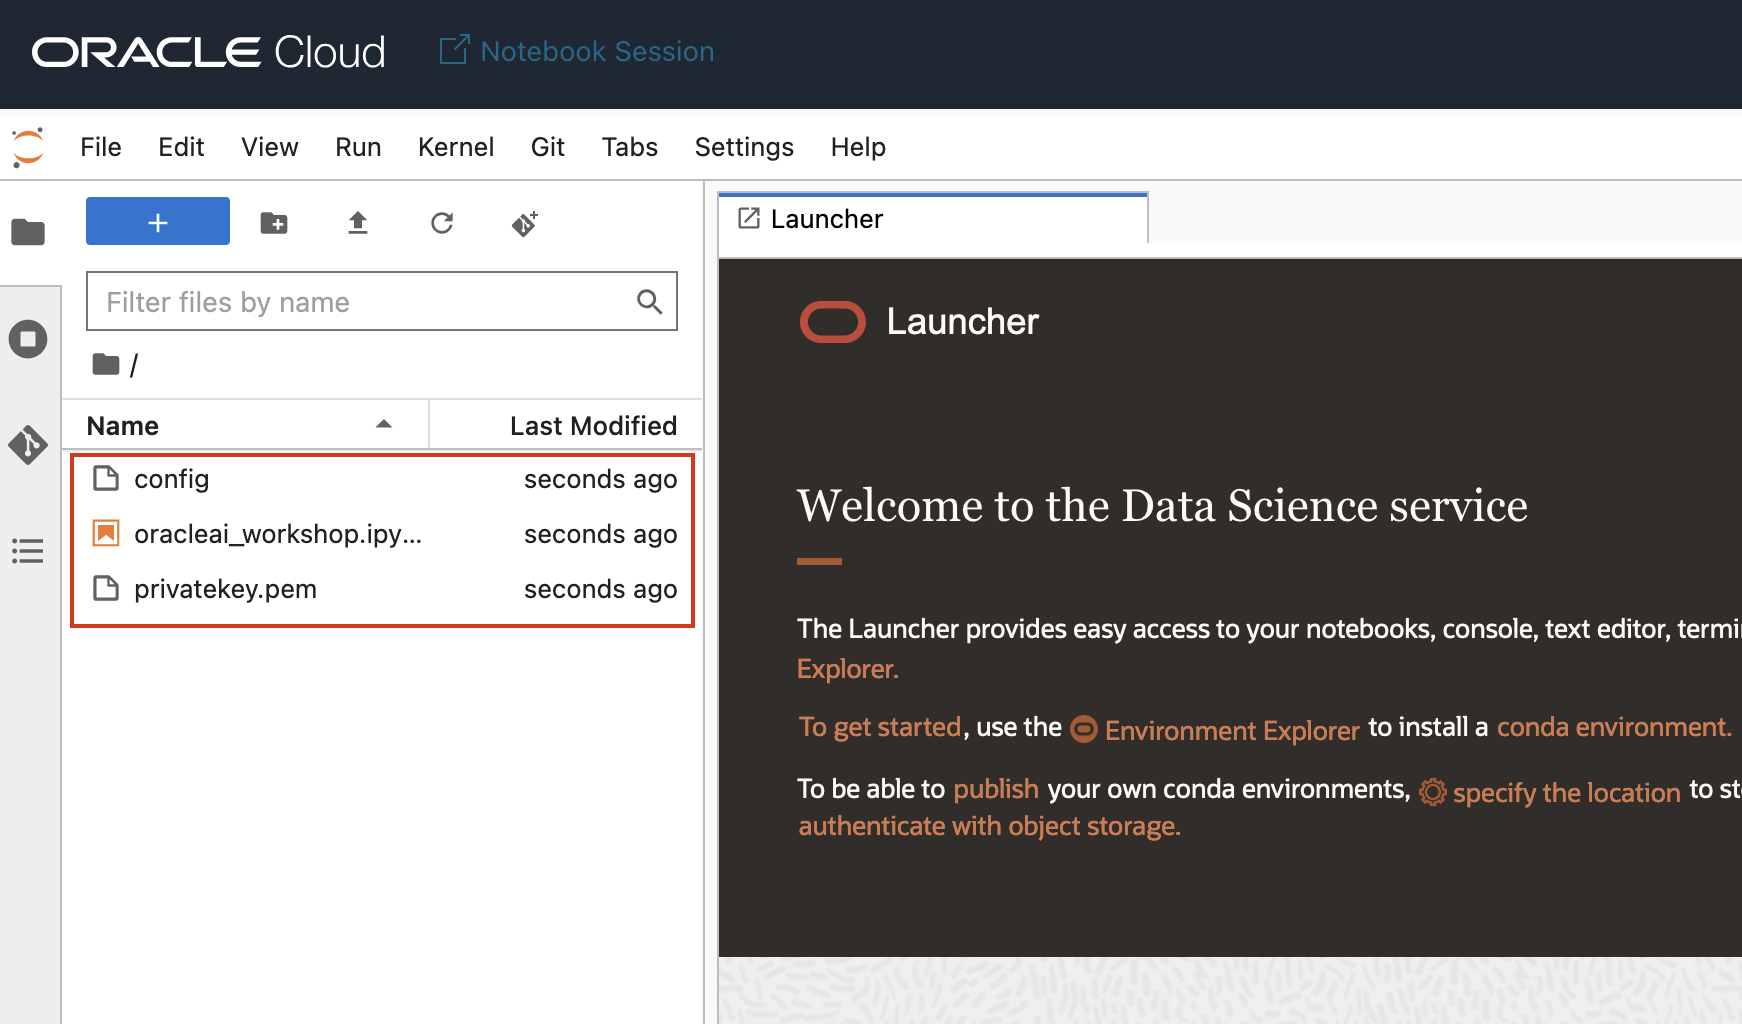 ORACLE Cloud Notebook Session
File Edit View Run Kernel Git Tabs Settings Help
Launcher
Filter files by name
/
Name Last Modified
config seconds ago
oracleai_workshop.ipy... seconds ago
privatekey.pem seconds ago
Launcher
Welcome to the Data Science service
The Launcher provides easy access to your notebooks, console, text editor,
Explorer.
To get started, use the Environment Explorer to install a conda environment.
To be able to publish your own conda environments, specify the location to
authenticate with object storage.